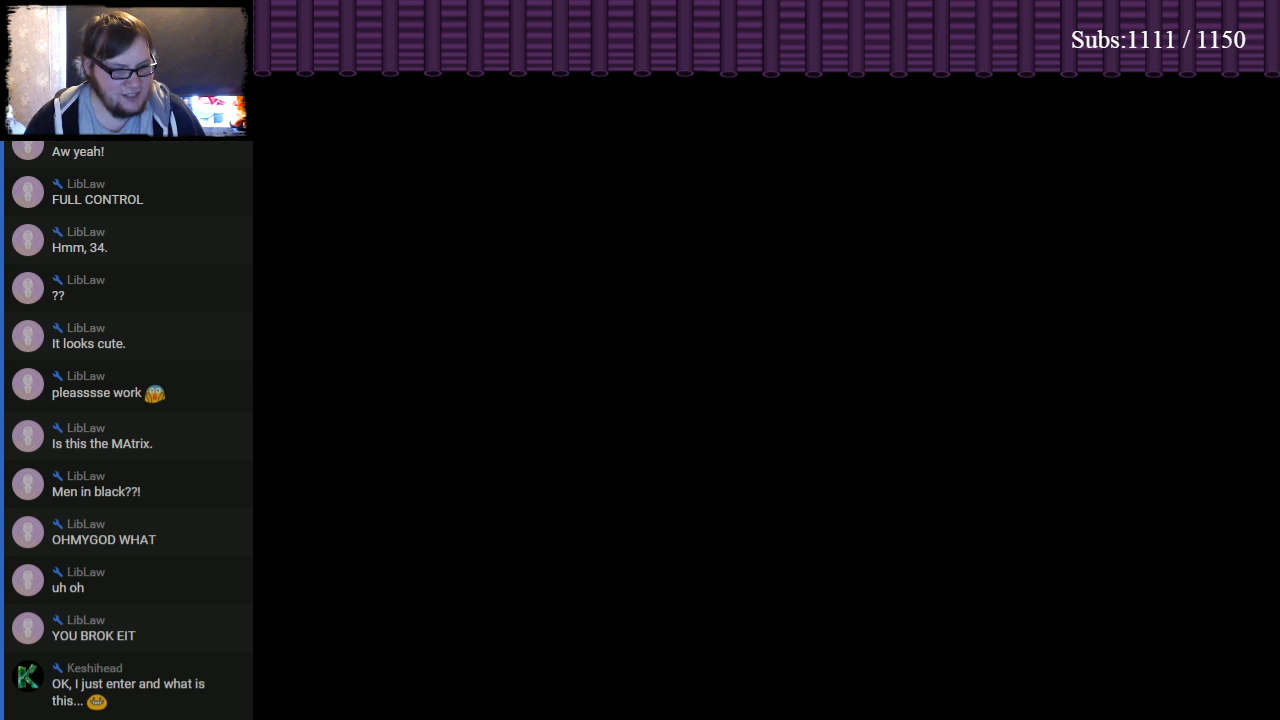 Subs:1111 / 1150
Aw yeah!
LibLaw
FULL CONTROL
LibLaw
Hmm, 34.
LibLaw
??
LibLaw
It looks cute.
LibLaw
pleasssse work
LibLaw
Is this the MAtrix.
LibLaw
Men in black??!
LibLaw
OHMYGOD WHAT
LibLaw
uh oh
LibLaw
YOU BROK EIT
Keshihead
OK, I just enter and what is
this...